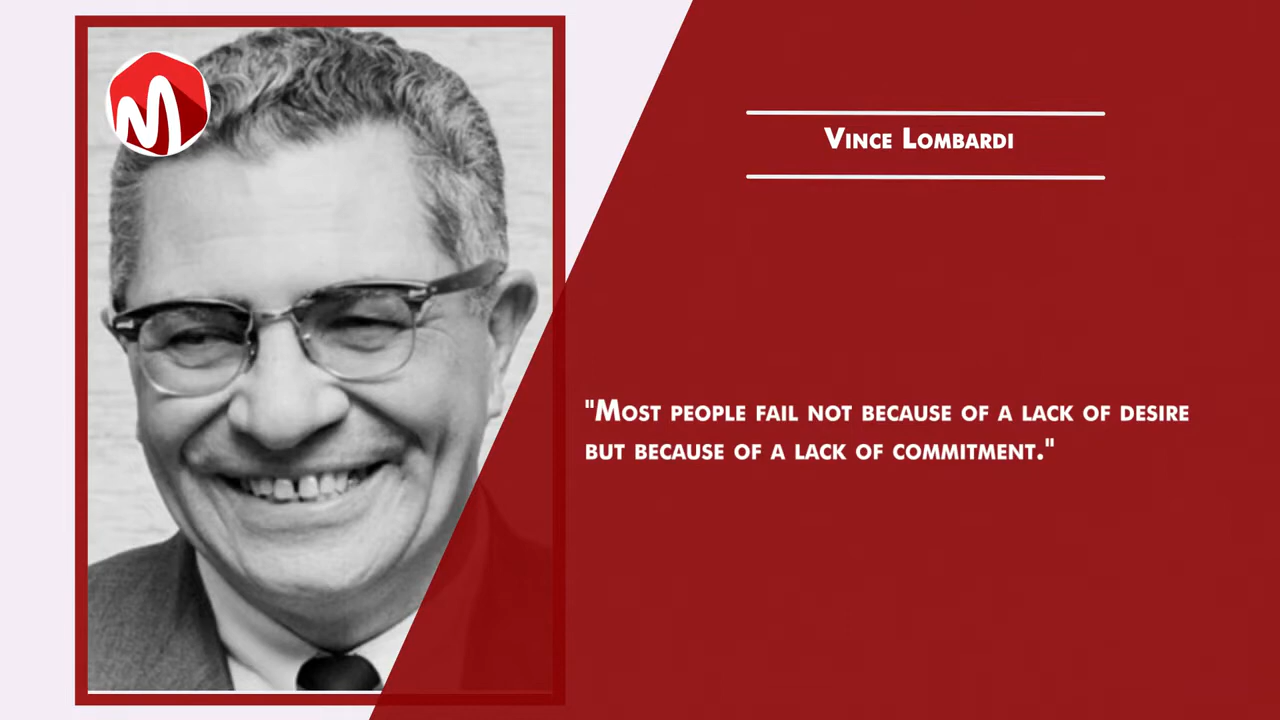 Vince Lombardi
"Most people fail not because of a lack of desire
but because of a lack of commitment."